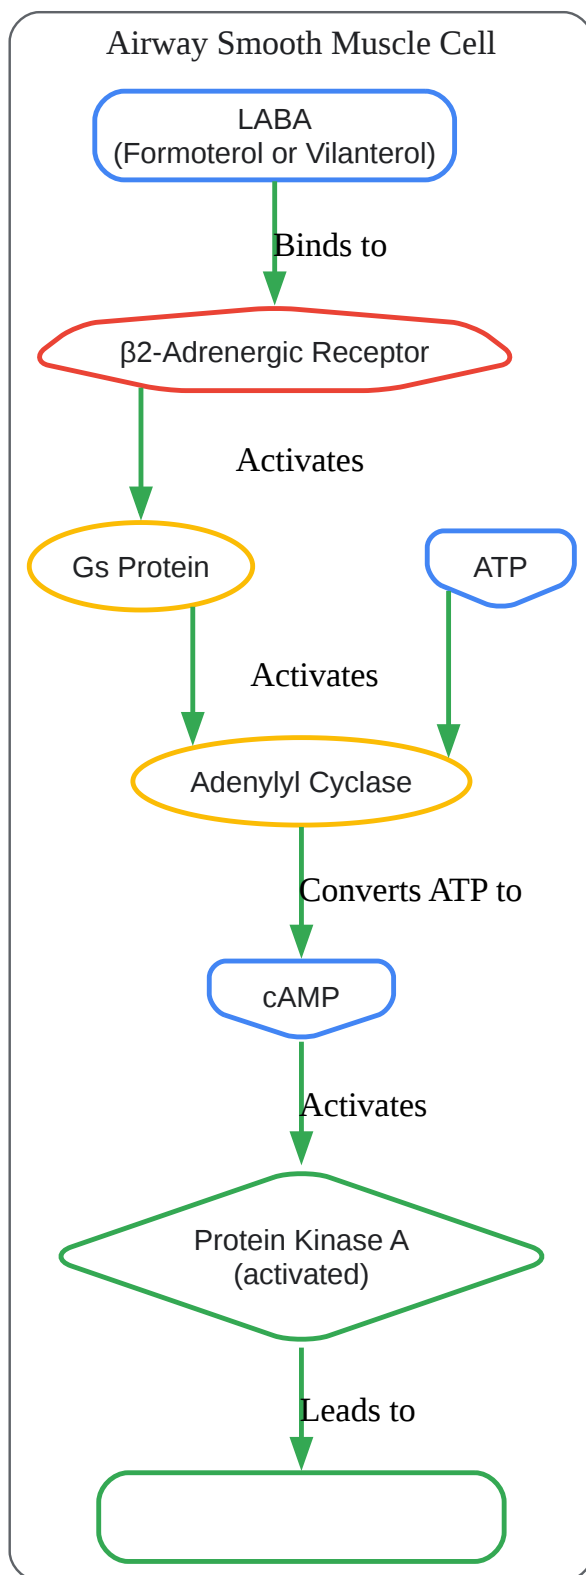 Airway Smooth Muscle Cell
LABA
(Formoterol or Vilanterol)
Binds to
β2-Adrenergic Receptor
Activates
Gs Protein
ATP
Activates
Adenylyl Cyclase
Converts ATP to
cAMP
Activates
Protein Kinase A
(activated)
Leads to